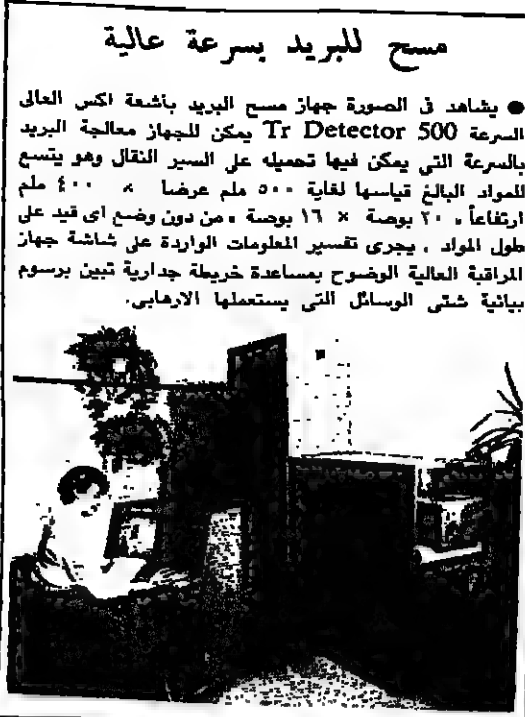 مسح للبريد بسرعة عالية
● يشاهد فى الصورة جهاز مسح البريد بأشعة اكس العالى
السرعة Tr Detector 500 يمكن للجهاز معالجة البريد
بالسرعة التى يمكن فيها تحميله على السير النقال وهو يتسع
للمواد البالغ قياسها لغاية ٥٠٠ ملم عرضا × ٤٠٠ ملم
ارتفاعاً ، ٢٠ بوصة × ١٦ بوصة ، من دون وضع اى قيد على
طول المواد . يجرى تفسير المعلومات الواردة على شاشة جهاز
المراقبة العالية الوضوح بمساعدة خريطة جدارية تبين برسوم
بيانية شتى الوسائل التى يستعملها الارهابى.